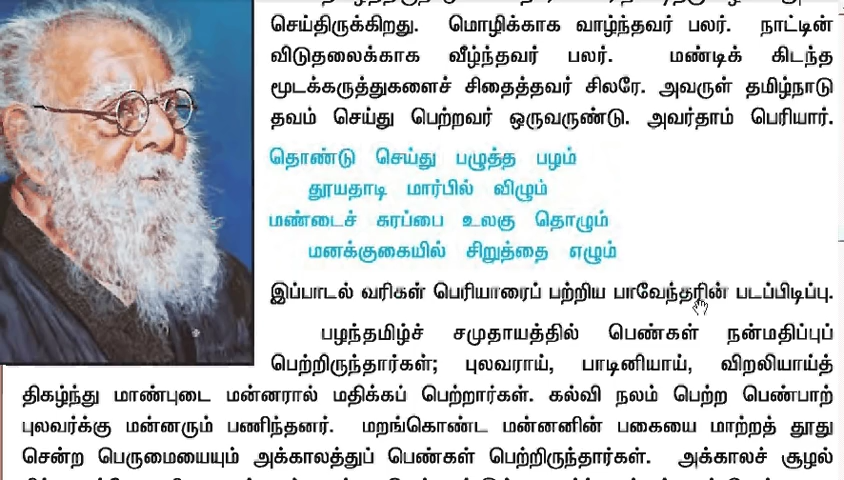 செய்திருக்கிறது. மொழிக்காக வாழ்ந்தவர் பலர். நாட்டின்
விடுதலைக்காக வீழ்ந்தவர் பலர். மண்டிக் கிடந்த
மூடக்கருத்துகளைச் சிதைத்தவர் சிலரே. அவருள் தமிழ்நாடு
தவம் செய்து பெற்றவர் ஒருவருண்டு. அவர்தாம் பெரியார்.
தொண்டு செய்து பழுத்த பழம்
தூயதாடி மார்பில் விழும்
மண்டைச் சுரப்பை உலகு தொழும்
மனக்குகையில் சிறுத்தை எழும்
இப்பாடல் வரிகள் பெரியாரைப் பற்றிய பாவேந்தரின் படப்பிடிப்பு.
பழந்தமிழ்ச் சமுதாயத்தில் பெண்கள் நன்மதிப்புப்
பெற்றிருந்தார்கள்; புலவராய், பாடினியாய், விறலியாய்த்
திகழ்ந்து மாண்புடை மன்னரால் மதிக்கப் பெற்றார்கள். கல்வி நலம் பெற்ற பெண்பாற்
புலவர்க்கு மன்னரும் பணிந்தனர். மறங்கொண்ட மன்னனின் பகையை மாற்றத் தூது
சென்ற பெருமையையும் அக்காலத்துப் பெண்கள் பெற்றிருந்தார்கள். அக்காலச் சூழல்